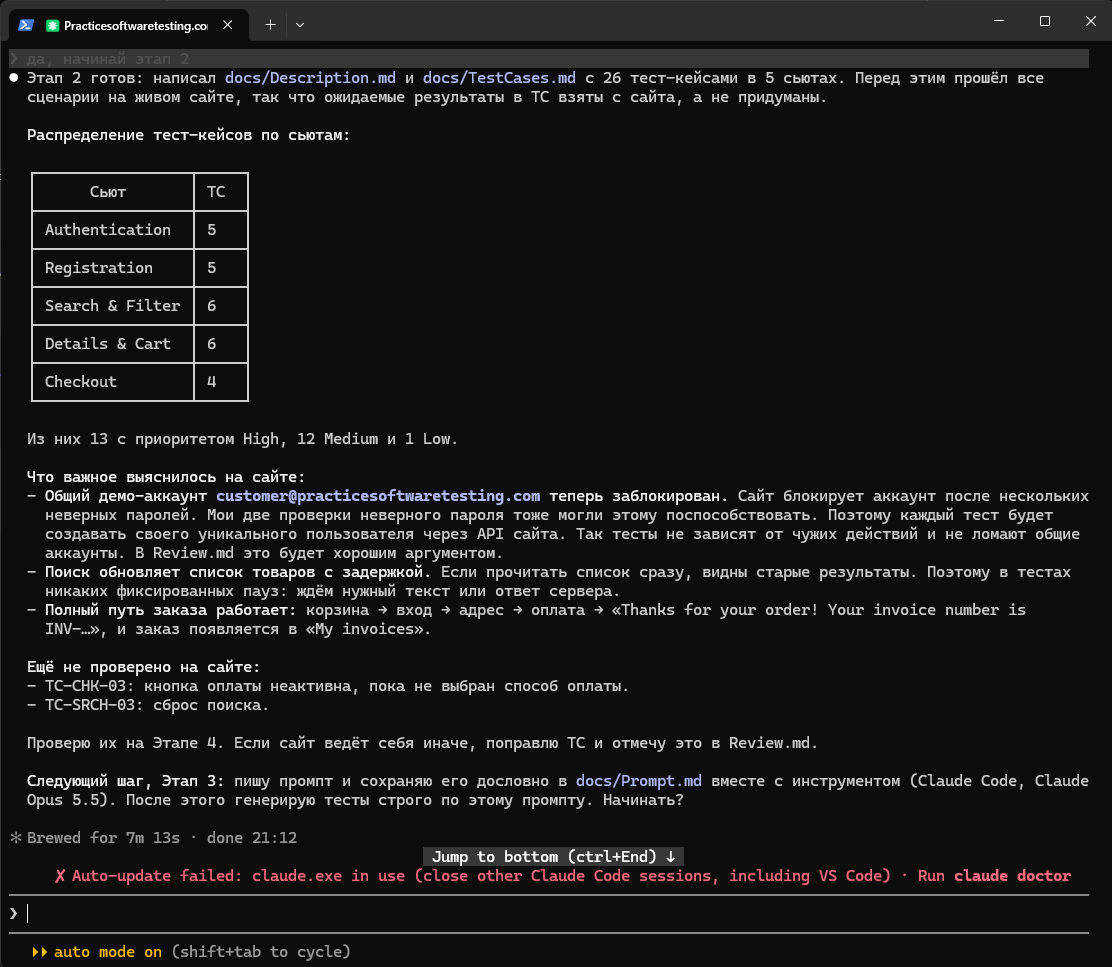 Practicesoftwaretesting.co
❯ да, начинай этап 2
● Этап 2 готов: написал docs/Description.md и docs/TestCases.md с 26 тест-кейсами в 5 сьютах. Перед этим прошёл все
сценарии на живом сайте, так что ожидаемые результаты в ТС взяты с сайта, а не придуманы.
Распределение тест-кейсов по сьютам:
Сьют ТС
Authentication 5
Registration 5
Search & Filter 6
Details & Cart 6
Checkout 4
Из них 13 с приоритетом High, 12 Medium и 1 Low.
Что важное выяснилось на сайте:
- Общий демо-аккаунт customer@practicesoftwaretesting.com теперь заблокирован. Сайт блокирует аккаунт после нескольких
неверных паролей. Мои две проверки неверного пароля тоже могли этому поспособствовать. Поэтому каждый тест будет
создавать своего уникального пользователя через API сайта. Так тесты не зависят от чужих действий и не ломают общие
аккаунты. В Review.md это будет хорошим аргументом.
- Поиск обновляет список товаров с задержкой. Если прочитать список сразу, видны старые результаты. Поэтому в тестах
никаких фиксированных пауз: ждём нужный текст или ответ сервера.
- Полный путь заказа работает: корзина → вход → адрес → оплата → «Thanks for your order! Your invoice number is
INV-…», и заказ появляется в «My invoices».
Ещё не проверено на сайте:
- TC-CHK-03: кнопка оплаты неактивна, пока не выбран способ оплаты.
- TC-SRCH-03: сброс поиска.
Проверю их на Этапе 4. Если сайт ведёт себя иначе, поправлю ТС и отмечу это в Review.md.
Следующий шаг, Этап 3: пишу промпт и сохраняю его дословно в docs/Prompt.md вместе с инструментом (Claude Code, Claude
Opus 5.5). После этого генерирую тесты строго по этому промпту. Начинать?
✻ Brewed for 7m 13s · done 21:12
Jump to bottom (ctrl+End) ↓
✗ Auto-update failed: claude.exe in use (close other Claude Code sessions, including VS Code) · Run claude doctor
❯
⏵⏵ auto mode on (shift+tab to cycle)